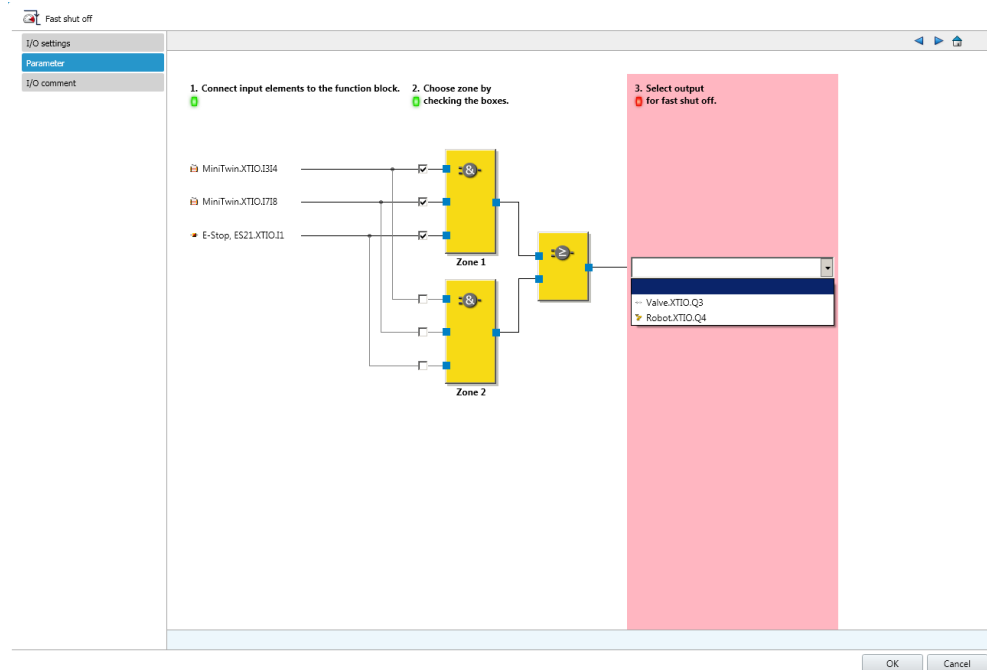 Fast shut off
I/O settings
Parameter
I/O comment
1. Connect input elements to the function block.
2. Choose zone by
checking the boxes.
3. Select output
for fast shut off.
MiniTwin.XTIO.I3I4
MiniTwin.XTIO.I7I8
E-Stop, ES21.XTIO.I1
&
Zone 1
≥
&
Zone 2
Valve.XTIO.Q3
Robot.XTIO.Q4
OK
Cancel